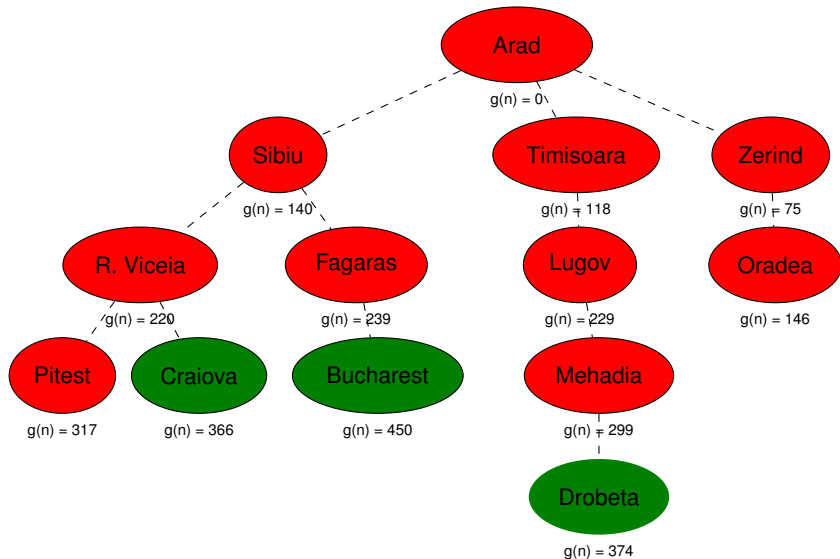 Arad
g(n) = 0
Sibiu
Timisoara
Zerind
g(n) = 140
g(n) = 118
g(n) = 75
R. Viceia
Fagaras
Lugov
Oradea
g(n) = 220
g(n) = 239
g(n) = 229
g(n) = 146
Pitest
Craiova
Bucharest
Mehadia
g(n) = 317
g(n) = 366
g(n) = 450
g(n) = 299
Drobeta
g(n) = 374